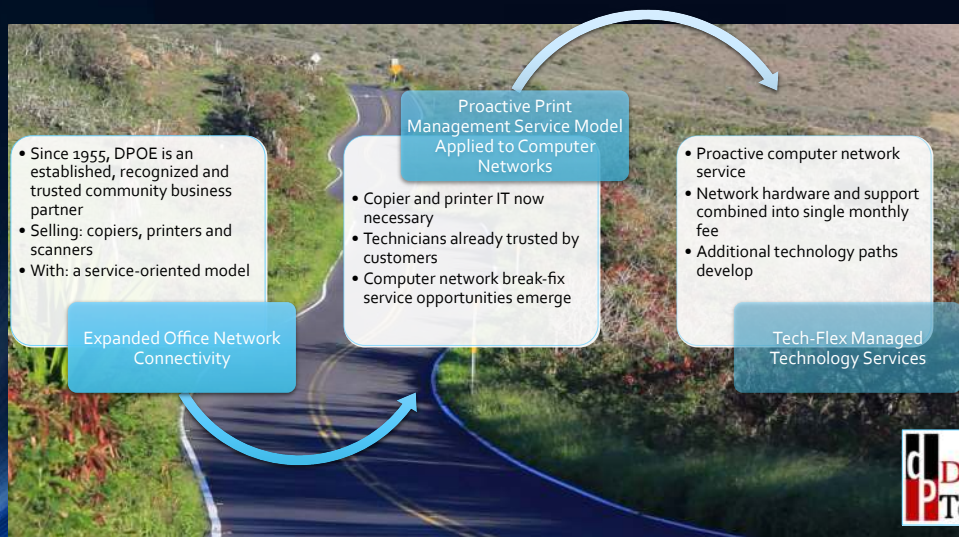 • Since 1955, DPOE is an
established, recognized and
trusted community business
partner
• Selling: copiers, printers and
scanners
• With: a service-oriented model
Expanded Office Network
Connectivity
Proactive Print
Management Service Model
Applied to Computer
Networks
• Copier and printer IT now
necessary
• Technicians already trusted by
customers
• Computer network break-fix
service opportunities emerge
• Proactive computer network
service
• Network hardware and support
combined into single monthly
fee
• Additional technology paths
develop
Tech-Flex Managed
Technology Services
dP